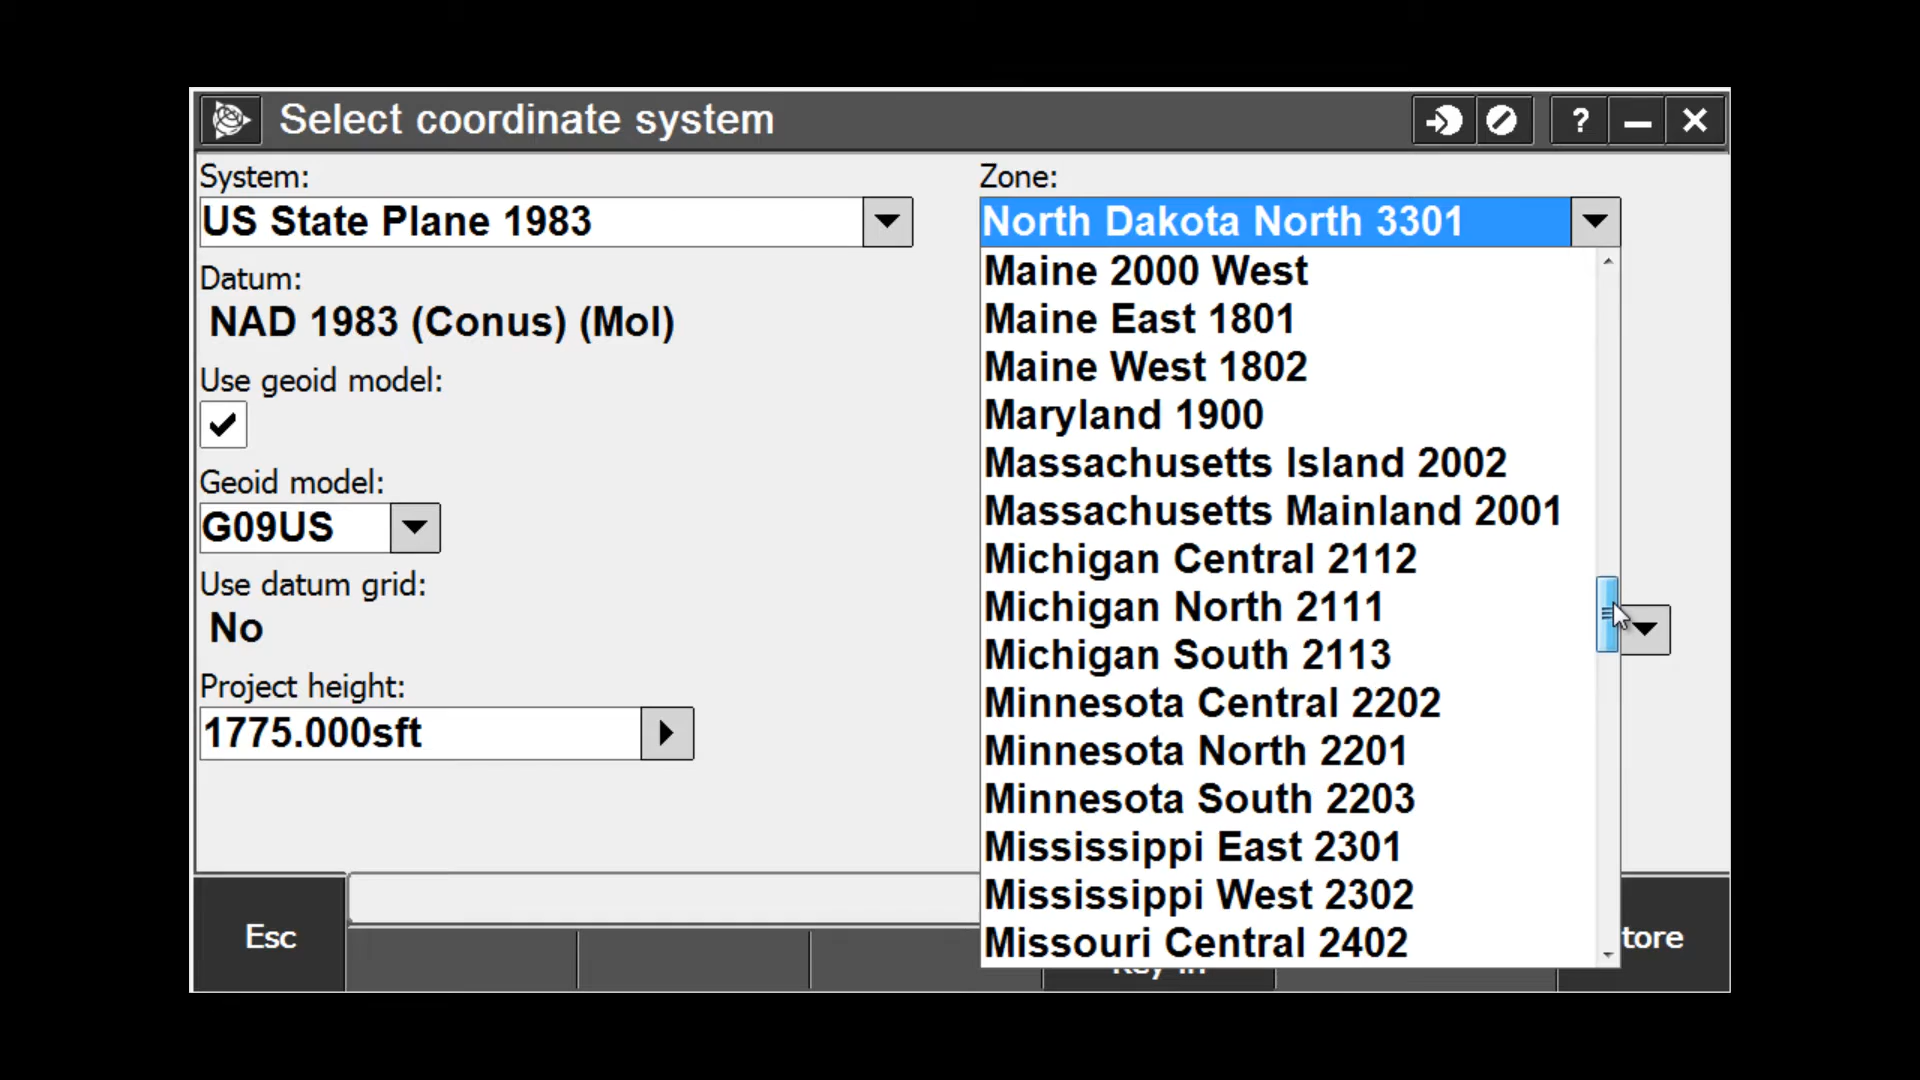 Select coordinate system
?
System:
US State Plane 1983
Datum:
NAD 1983 (Conus) (Mol)
Use geoid model:
Geoid model:
G09US
Use datum grid:
No
Project height:
1775.000sft
Zone:
North Dakota North 3301
Maine 2000 West
Maine East 1801
Maine West 1802
Maryland 1900
Massachusetts Island 2002
Massachusetts Mainland 2001
Michigan Central 2112
Michigan North 2111
Michigan South 2113
Minnesota Central 2202
Minnesota North 2201
Minnesota South 2203
Mississippi East 2301
Mississippi West 2302
Missouri Central 2402
Esc
tore